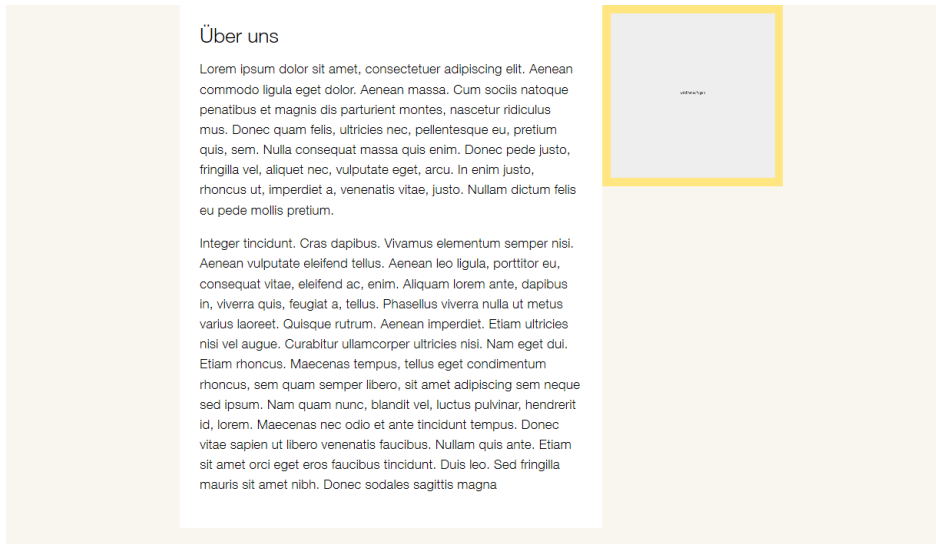 Über uns
Lorem ipsum dolor sit amet, consectetuer adipiscing elit. Aenean
commodo ligula eget dolor. Aenean massa. Cum sociis natoque
penatibus et magnis dis parturient montes, nascetur ridiculus
mus. Donec quam felis, ultricies nec, pellentesque eu, pretium
quis, sem. Nulla consequat massa quis enim. Donec pede justo,
fringilla vel, aliquet nec, vulputate eget, arcu. In enim justo,
rhoncus ut, imperdiet a, venenatis vitae, justo. Nullam dictum felis
eu pede mollis pretium.
Integer tincidunt. Cras dapibus. Vivamus elementum semper nisi.
Aenean vulputate eleifend tellus. Aenean leo ligula, porttitor eu,
consequat vitae, eleifend ac, enim. Aliquam lorem ante, dapibus
in, viverra quis, feugiat a, tellus. Phasellus viverra nulla ut metus
varius laoreet. Quisque rutrum. Aenean imperdiet. Etiam ultricies
nisi vel augue. Curabitur ullamcorper ultricies nisi. Nam eget dui.
Etiam rhoncus. Maecenas tempus, tellus eget condimentum
rhoncus, sem quam semper libero, sit amet adipiscing sem neque
sed ipsum. Nam quam nunc, blandit vel, luctus pulvinar, hendrerit
id, lorem. Maecenas nec odio et ante tincidunt tempus. Donec
vitae sapien ut libero venenatis faucibus. Nullam quis ante. Etiam
sit amet orci eget eros faucibus tincidunt. Duis leo. Sed fringilla
mauris sit amet nibh. Donec sodales sagittis magna